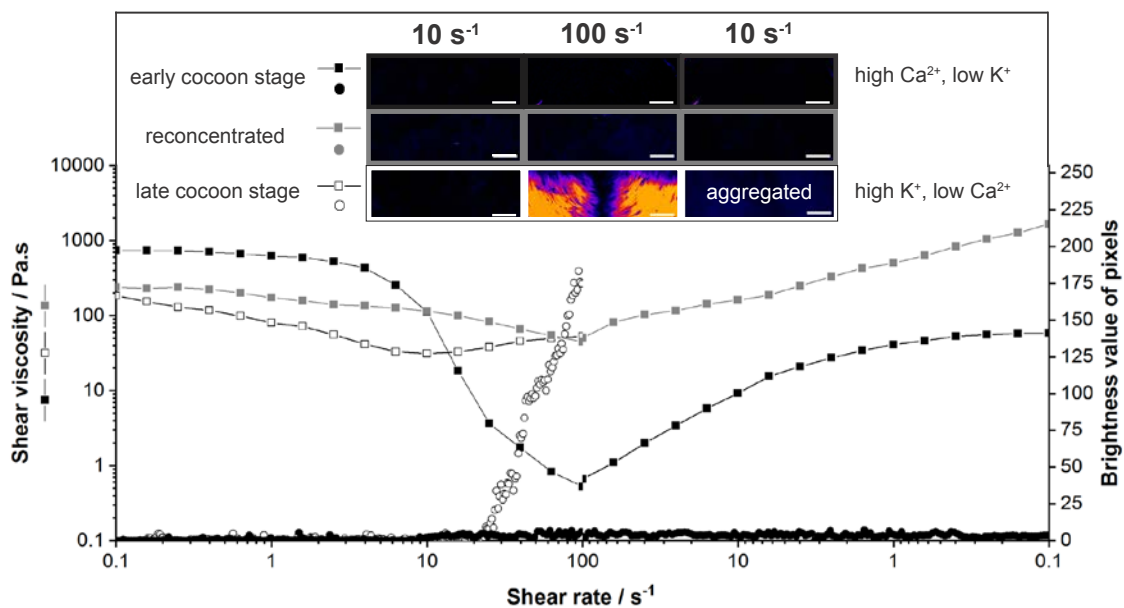 10 s⁻¹ 100 s⁻¹ 10 s⁻¹
early cocoon stage high Ca²⁺, low K⁺
reconcentrated
late cocoon stage aggregated high K⁺, low Ca²⁺
10000
1000
100
10
1
0.1
Shear viscosity / Pa.s
250
225
200
175
150
125
100
75
50
25
0
Brightness value of pixels
0.1 1 10 100 10 1 0.1
Shear rate / s⁻¹